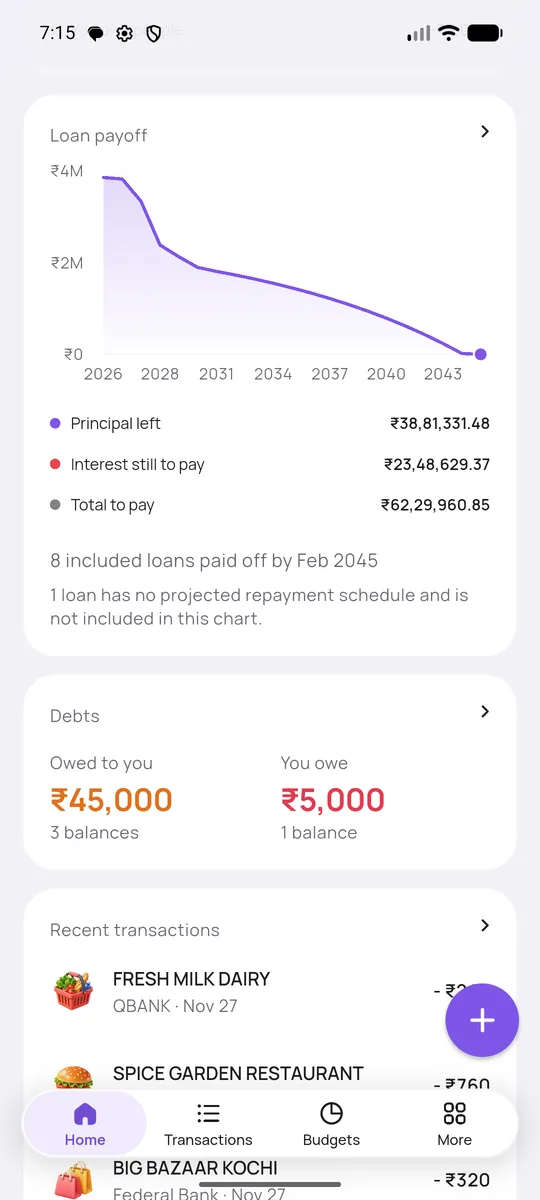 7:15
Loan payoff
₹4M
₹2M
₹0
2026 2028 2031 2034 2037 2040 2043
Principal left ₹38,81,331.48
Interest still to pay ₹23,48,629.37
Total to pay ₹62,29,960.85
8 included loans paid off by Feb 2045
1 loan has no projected repayment schedule and is
not included in this chart.
Debts
Owed to you You owe
₹45,000 ₹5,000
3 balances 1 balance
Recent transactions
FRESH MILK DAIRY
QBANK · Nov 27
SPICE GARDEN RESTAURANT
- ₹760
Home Transactions Budgets More
BIG BAZAAR KOCHI
- ₹320
Federal Bank · Nov 27